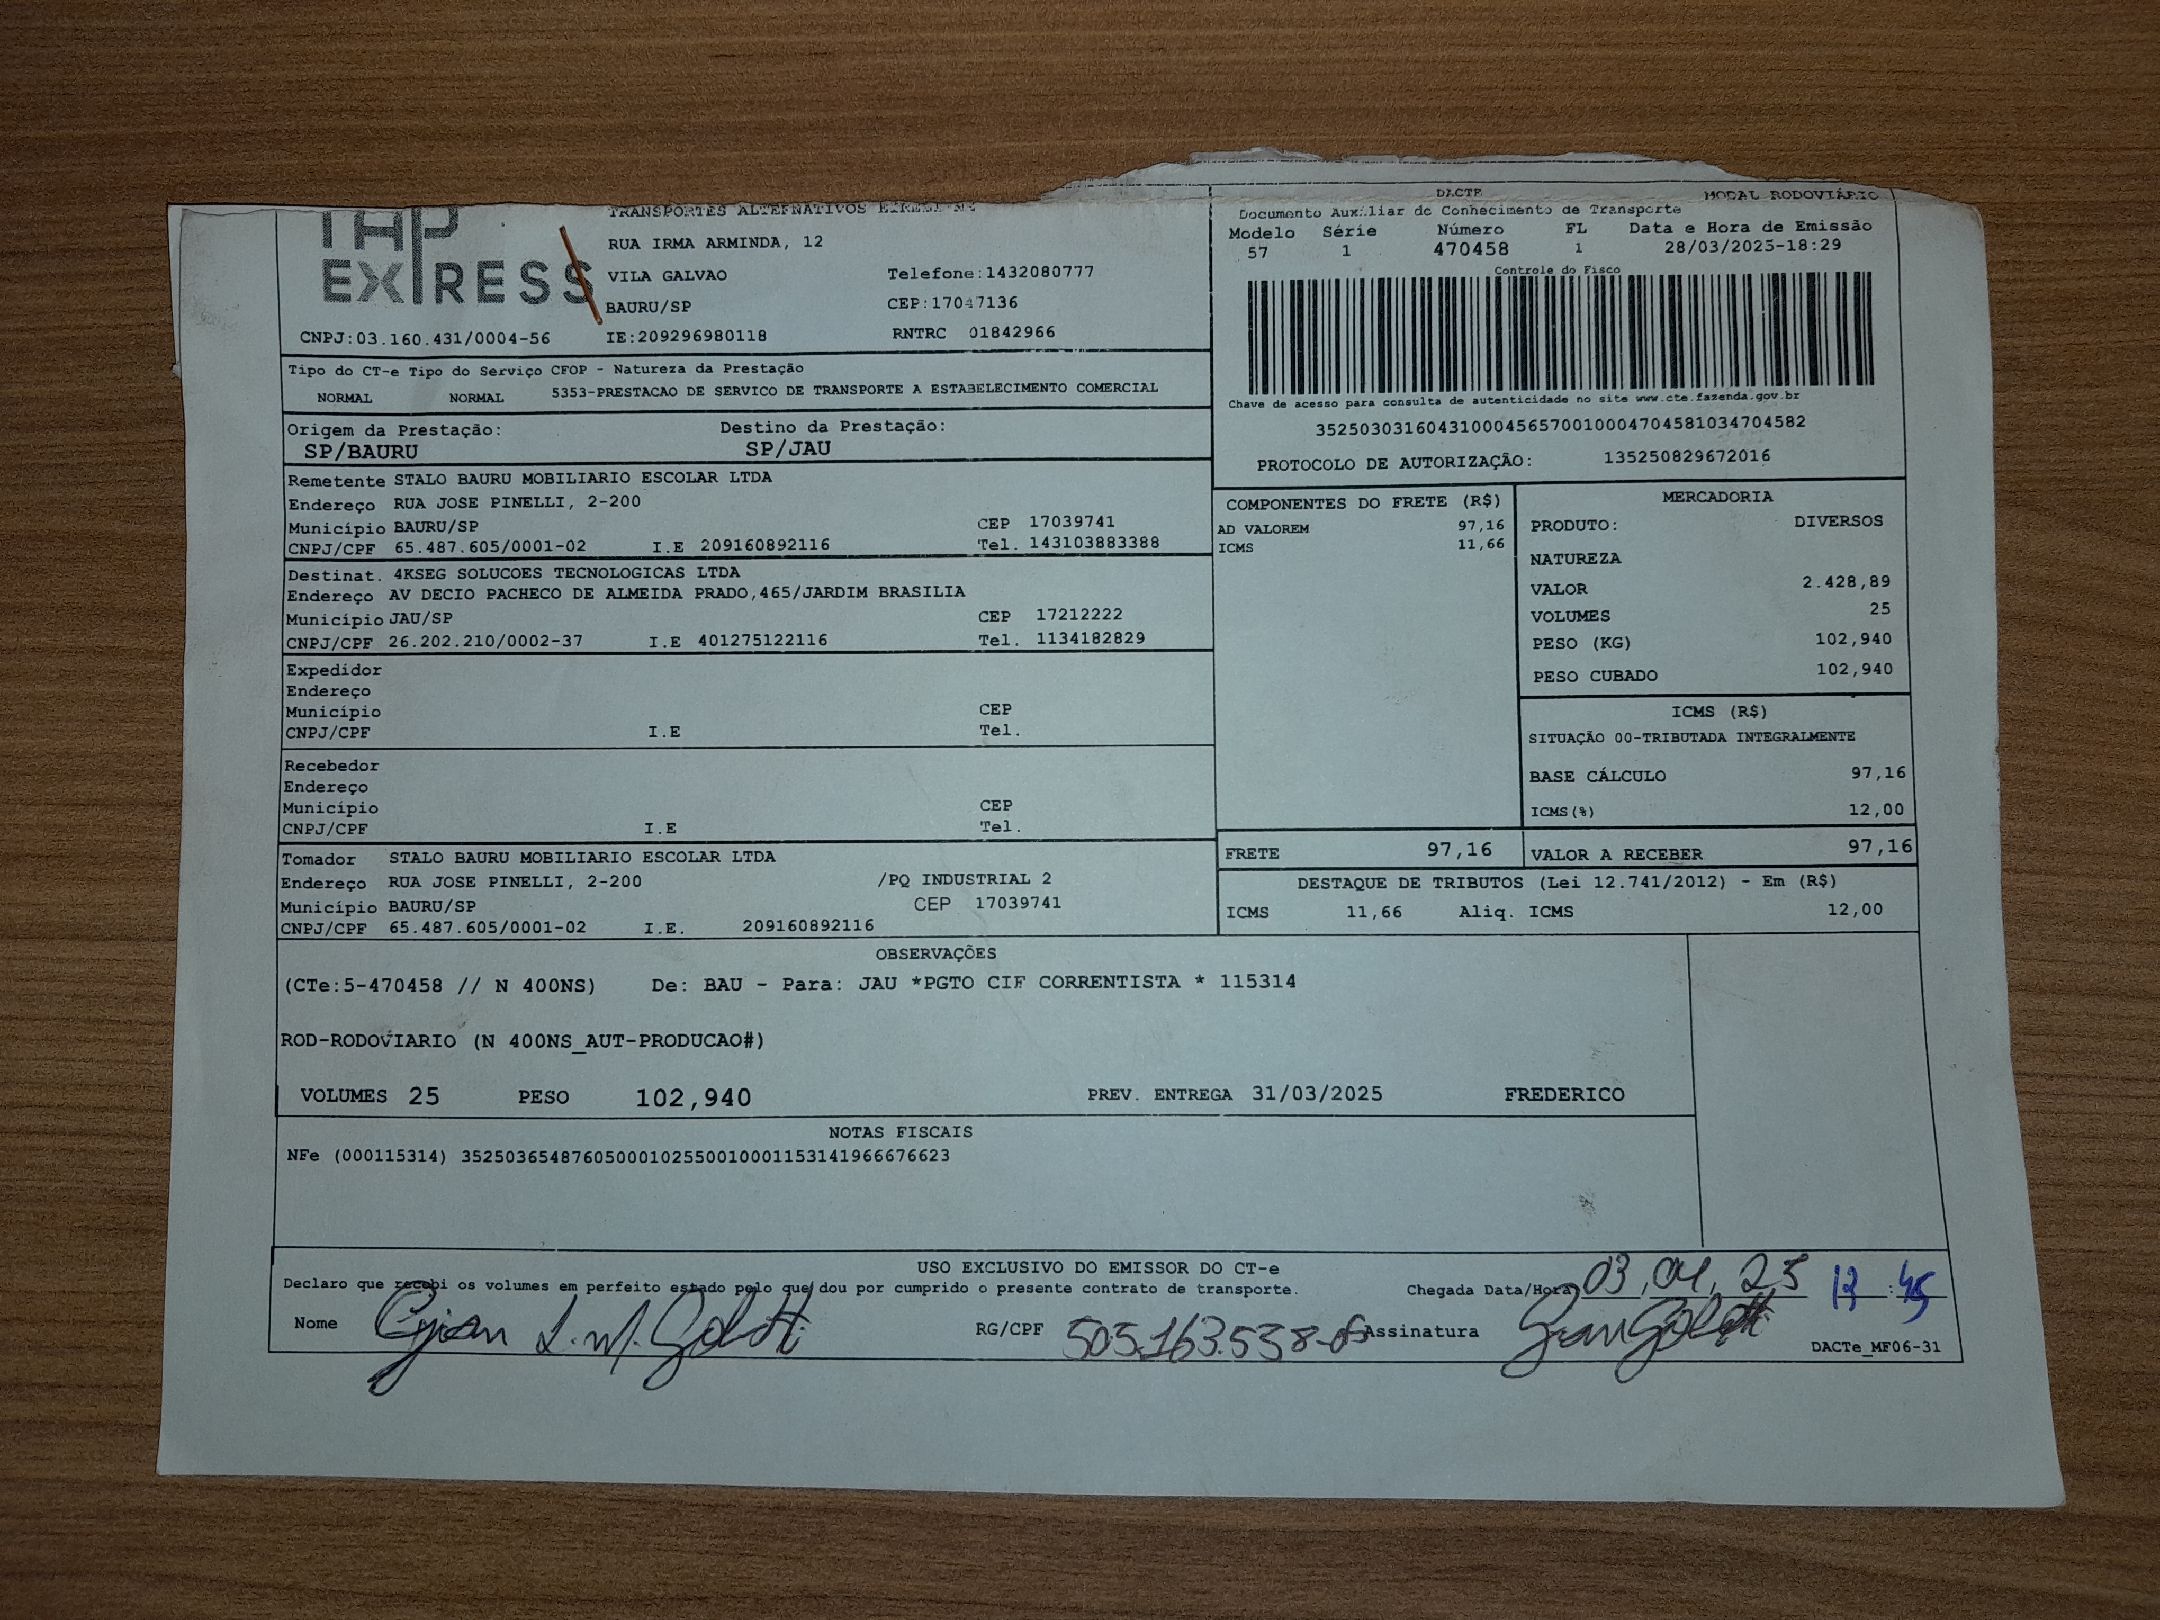 TAP
EXPRESS
TRANSPORTES ALTERNATIVOS EIRELI ME
RUA IRMA ARMINDA, 12
VILA GALVAO Telefone:1432080777
BAURU/SP CEP:17047136
CNPJ:03.160.431/0004-56 IE:209296980118 RNTRC 01842966
DACTE MODAL RODOVIÁRIO
Documento Auxiliar do Conhecimento de Transporte
Modelo Série Número FL Data e Hora de Emissão
57 1 470458 1 28/03/2025-18:29
Controle do Fisco
Chave de acesso para consulta de autenticidade no site www.cte.fazenda.gov.br
35250303160431000456570010004704581034704582
PROTOCOLO DE AUTORIZAÇÃO: 135250829672016
Tipo do CT-e Tipo do Serviço CFOP - Natureza da Prestação
NORMAL NORMAL 5353-PRESTACAO DE SERVICO DE TRANSPORTE A ESTABELECIMENTO COMERCIAL
Origem da Prestação: Destino da Prestação:
SP/BAURU SP/JAU
Remetente STALO BAURU MOBILIARIO ESCOLAR LTDA
Endereço RUA JOSE PINELLI, 2-200
Município BAURU/SP CEP 17039741
CNPJ/CPF 65.487.605/0001-02 I.E 209160892116 Tel. 143103883388
Destinat. 4KSEG SOLUCOES TECNOLOGICAS LTDA
Endereço AV DECIO PACHECO DE ALMEIDA PRADO,465/JARDIM BRASILIA
Município JAU/SP CEP 17212222
CNPJ/CPF 26.202.210/0002-37 I.E 401275122116 Tel. 1134182829
Expedidor
Endereço
Município CEP
CNPJ/CPF I.E Tel.
Recebedor
Endereço
Município CEP
CNPJ/CPF I.E Tel.
Tomador STALO BAURU MOBILIARIO ESCOLAR LTDA
Endereço RUA JOSE PINELLI, 2-200 /PQ INDUSTRIAL 2
Município BAURU/SP CEP 17039741
CNPJ/CPF 65.487.605/0001-02 I.E. 209160892116
COMPONENTES DO FRETE (R$)
AD VALOREM 97,16
ICMS 11,66
MERCADORIA
PRODUTO: DIVERSOS
NATUREZA
VALOR 2.428,89
VOLUMES 25
PESO (KG) 102,940
PESO CUBADO 102,940
ICMS (R$)
SITUAÇÃO 00-TRIBUTADA INTEGRALMENTE
BASE CÁLCULO 97,16
ICMS(%) 12,00
FRETE 97,16 VALOR A RECEBER 97,16
DESTAQUE DE TRIBUTOS (Lei 12.741/2012) - Em (R$)
ICMS 11,66 Aliq. ICMS 12,00
OBSERVAÇÕES
(CTe:5-470458 // N 400NS) De: BAU - Para: JAU *PGTO CIF CORRENTISTA * 115314
ROD-RODOVIARIO (N 400NS_AUT-PRODUCAO#)
VOLUMES 25 PESO 102,940 PREV. ENTREGA 31/03/2025 FREDERICO
NOTAS FISCAIS
NFe (000115314) 35250365487605000102550010001153141966676623
USO EXCLUSIVO DO EMISSOR DO CT-e
Declaro que recebi os volumes em perfeito estado pelo que dou por cumprido o presente contrato de transporte. Chegada Data/Hora 03, 04, 25
Nome Gian RG/CPF Assinatura
DACTe_MF06-31